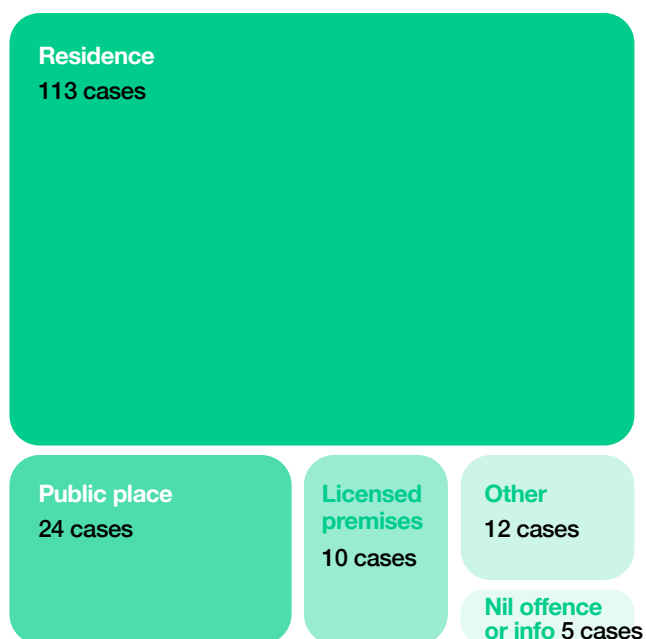 Residence
113 cases
Public place
24 cases
Licensed
premises
10 cases
Other
12 cases
Nil offence
or info 5 cases